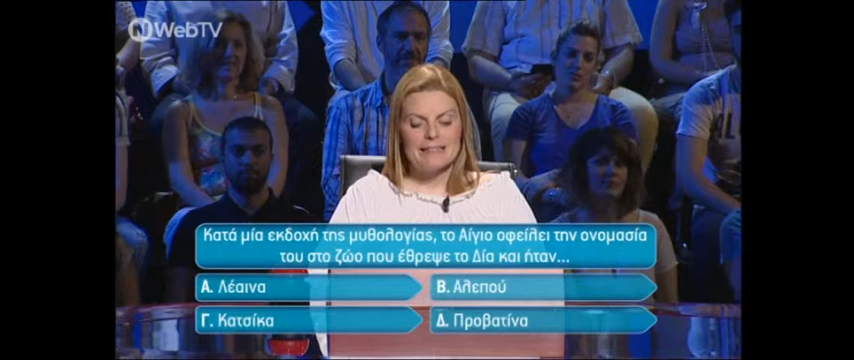 N WebTV
Κατά μία εκδοχή της μυθολογίας, το Αίγιο οφείλει την ονομασία
του στο ζώο που έθρεψε το Δία και ήταν...
Α. Λέαινα
Β. Αλεπού
Γ. Κατσίκα
Δ. Προβατίνα